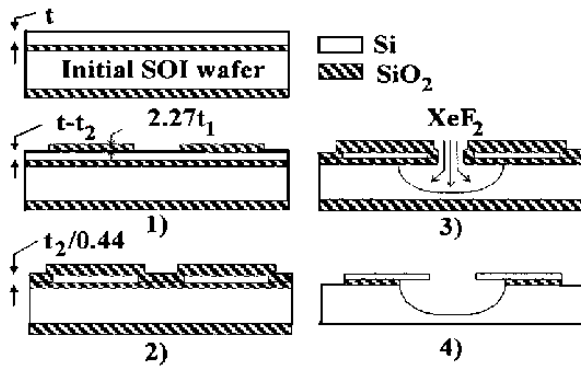 t
Initial SOI wafer
Si
SiO₂
t-t₂
2.27t₁
XeF₂
1)
3)
t₂/0.44
2)
4)